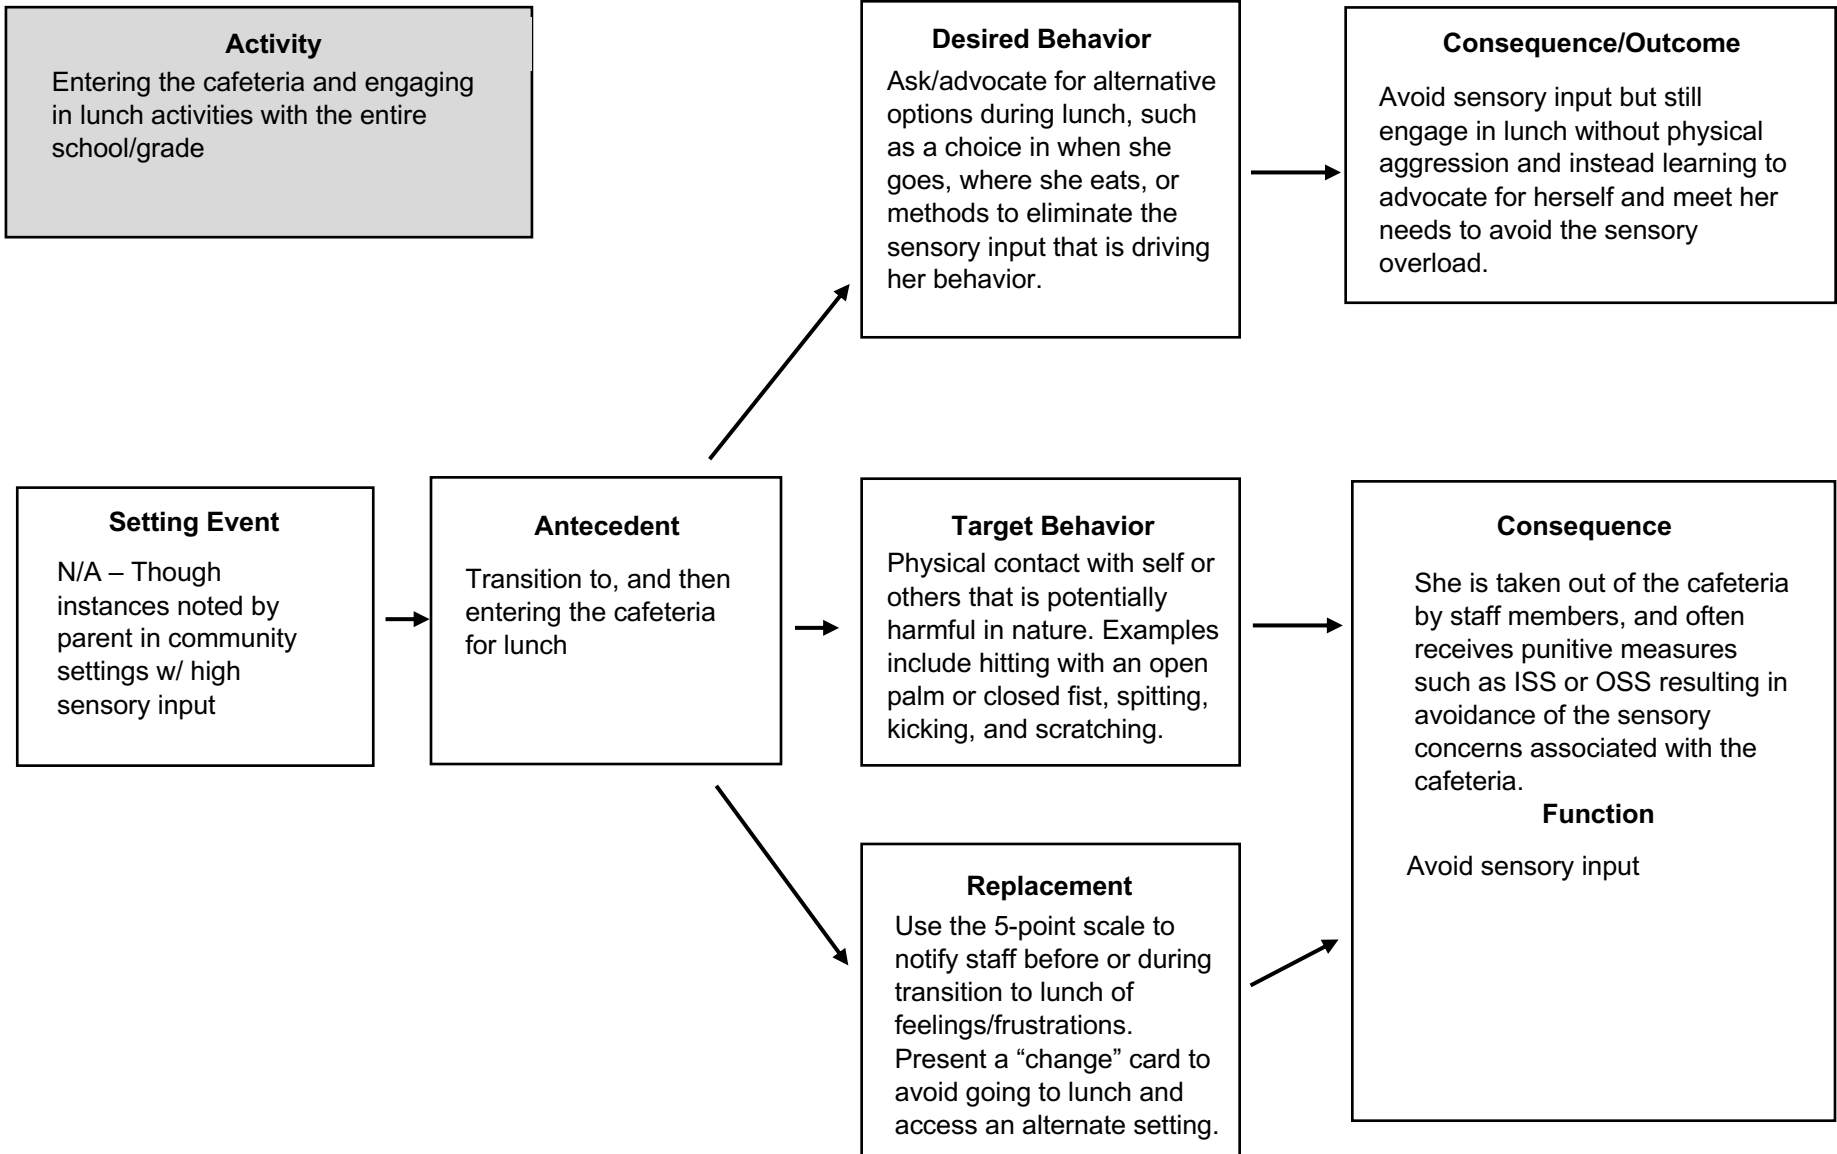 Activity
Entering the cafeteria and engaging
in lunch activities with the entire
school/grade
Desired Behavior
Ask/advocate for alternative
options during lunch, such
as a choice in when she
goes, where she eats, or
methods to eliminate the
sensory input that is driving
her behavior.
Consequence/Outcome
Avoid sensory input but still
engage in lunch without physical
aggression and instead learning to
advocate for herself and meet her
needs to avoid the sensory
overload.
Setting Event
N/A – Though
instances noted by
parent in community
settings w/ high
sensory input
Antecedent
Transition to, and then
entering the cafeteria
for lunch
Target Behavior
Physical contact with self or
others that is potentially
harmful in nature. Examples
include hitting with an open
palm or closed fist, spitting,
kicking, and scratching.
Consequence
She is taken out of the cafeteria
by staff members, and often
receives punitive measures
such as ISS or OSS resulting in
avoidance of the sensory
concerns associated with the
cafeteria.
Function
Avoid sensory input
Replacement
Use the 5-point scale to
notify staff before or during
transition to lunch of
feelings/frustrations.
Present a “change” card to
avoid going to lunch and
access an alternate setting.